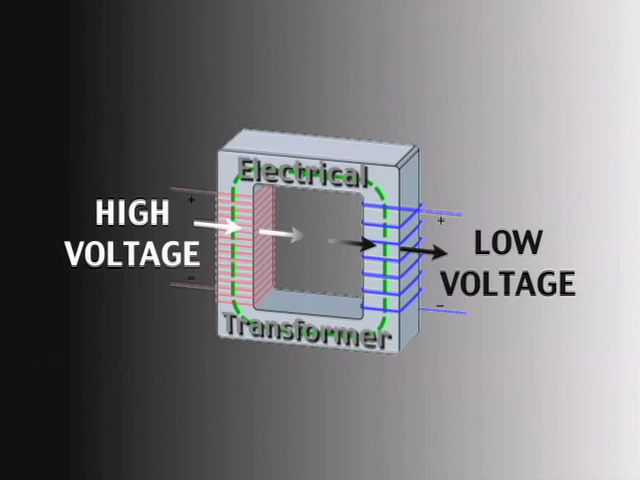 Electrical
HIGH
VOLTAGE
+
−
+
−
LOW
VOLTAGE
Transformer